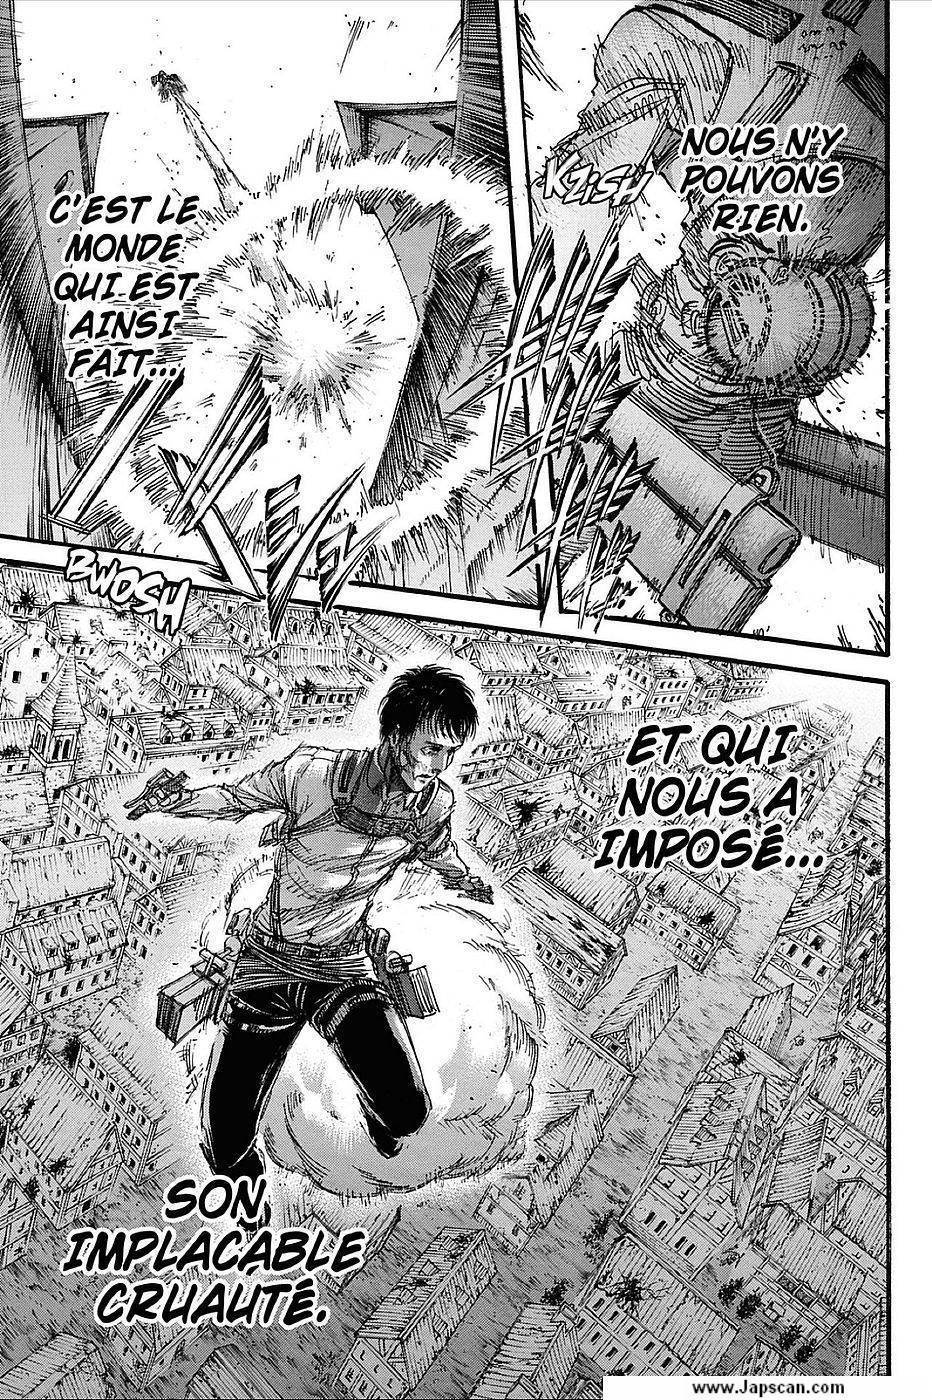 NOUS N'Y
POUVONS
RIEN.
KZISH
C'EST LE
MONDE
QUI EST
AINSI
FAIT...
BWOSH
ET QUI
NOUS A
IMPOSÉ...
SON
IMPLACABLE
CRUAUTÉ.
www.Japscan.com